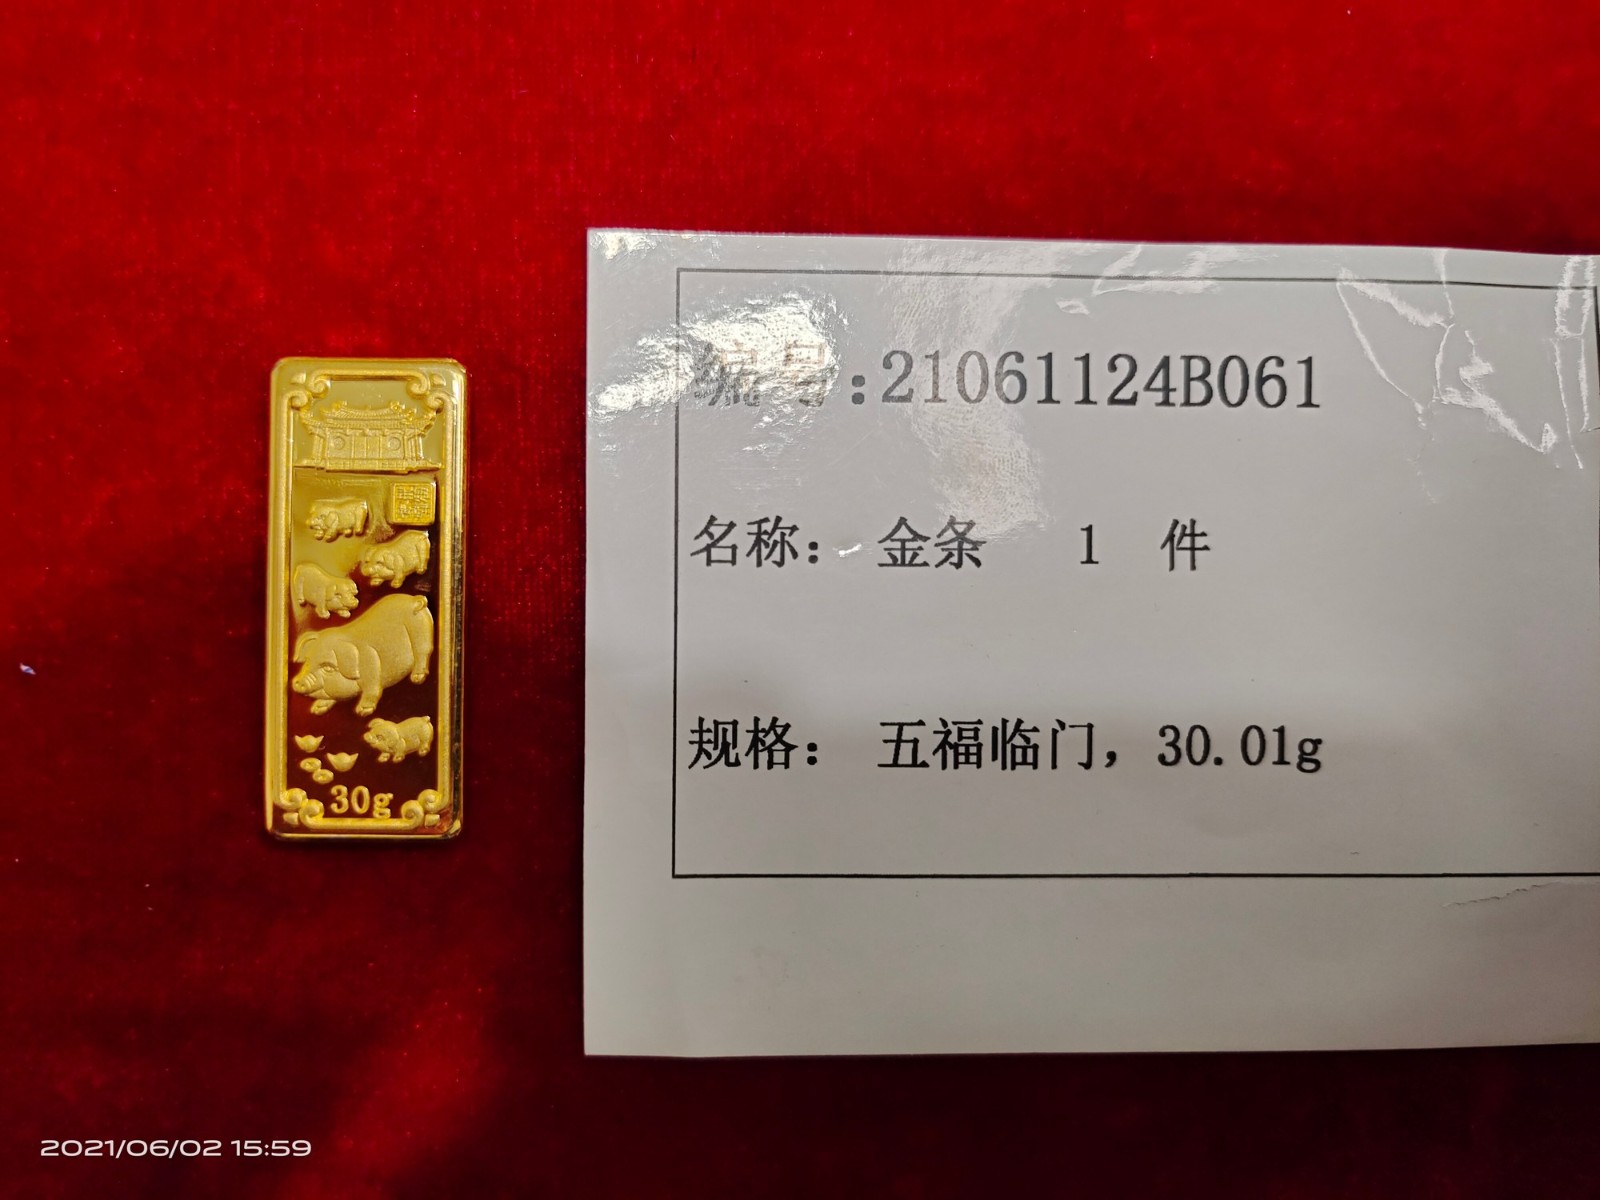 30g
编号:21061124B061
名称: 金条 1 件
规格: 五福临门, 30.01g
2021/06/02 15:59